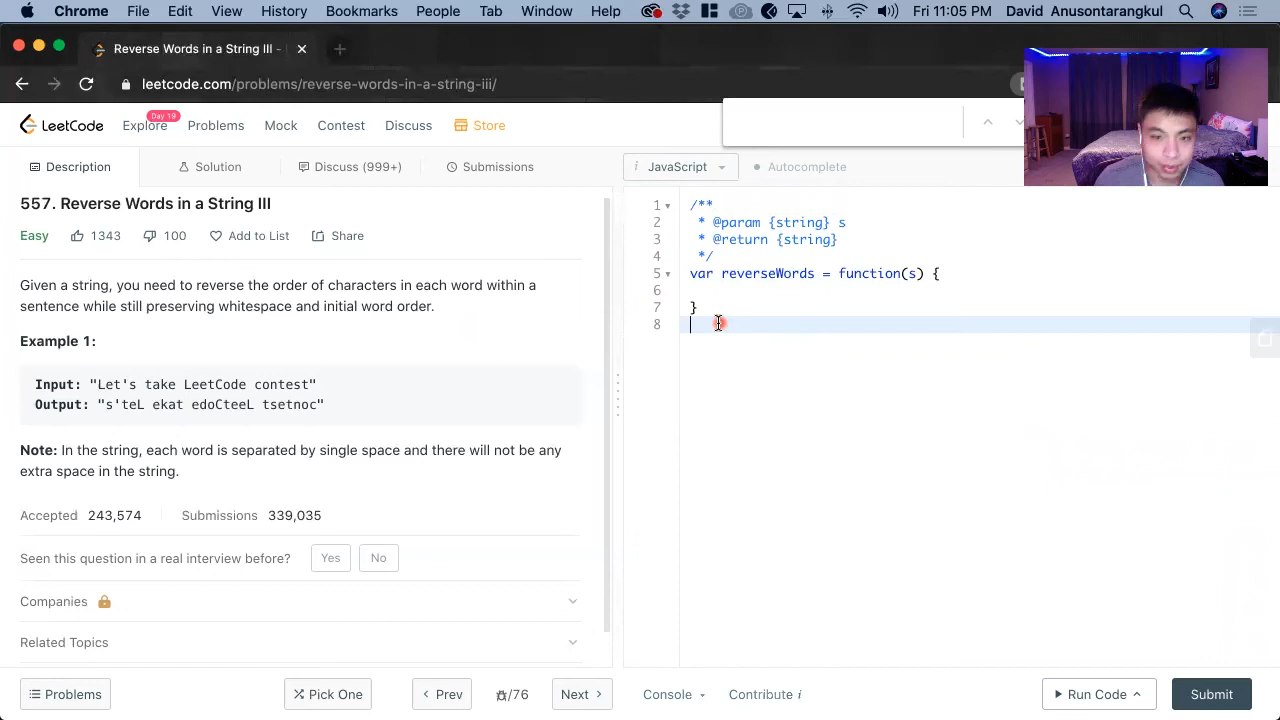 Chrome File Edit View History Bookmarks People Tab Window Help Fri 11:05 PM David Anusontarangkul
Reverse Words in a String III -
leetcode.com/problems/reverse-words-in-a-string-iii/
LeetCode Explore Day 19 Problems Mock Contest Discuss Store
Description Solution Discuss (999+) Submissions
i JavaScript Autocomplete
557. Reverse Words in a String III
Easy 1343 100 Add to List Share
Given a string, you need to reverse the order of characters in each word within a
sentence while still preserving whitespace and initial word order.
Example 1:
Input: "Let's take LeetCode contest"
Output: "s'teL ekat edoCteeL tsetnoc"
Note: In the string, each word is separated by single space and there will not be any
extra space in the string.
Accepted 243,574 Submissions 339,035
Seen this question in a real interview before? Yes No
Companies
Related Topics
1 /**
2 * @param {string} s
3 * @return {string}
4 */
5 var reverseWords = function(s) {
6
7 }
8
Problems Pick One Prev /76 Next Console Contribute i Run Code Submit